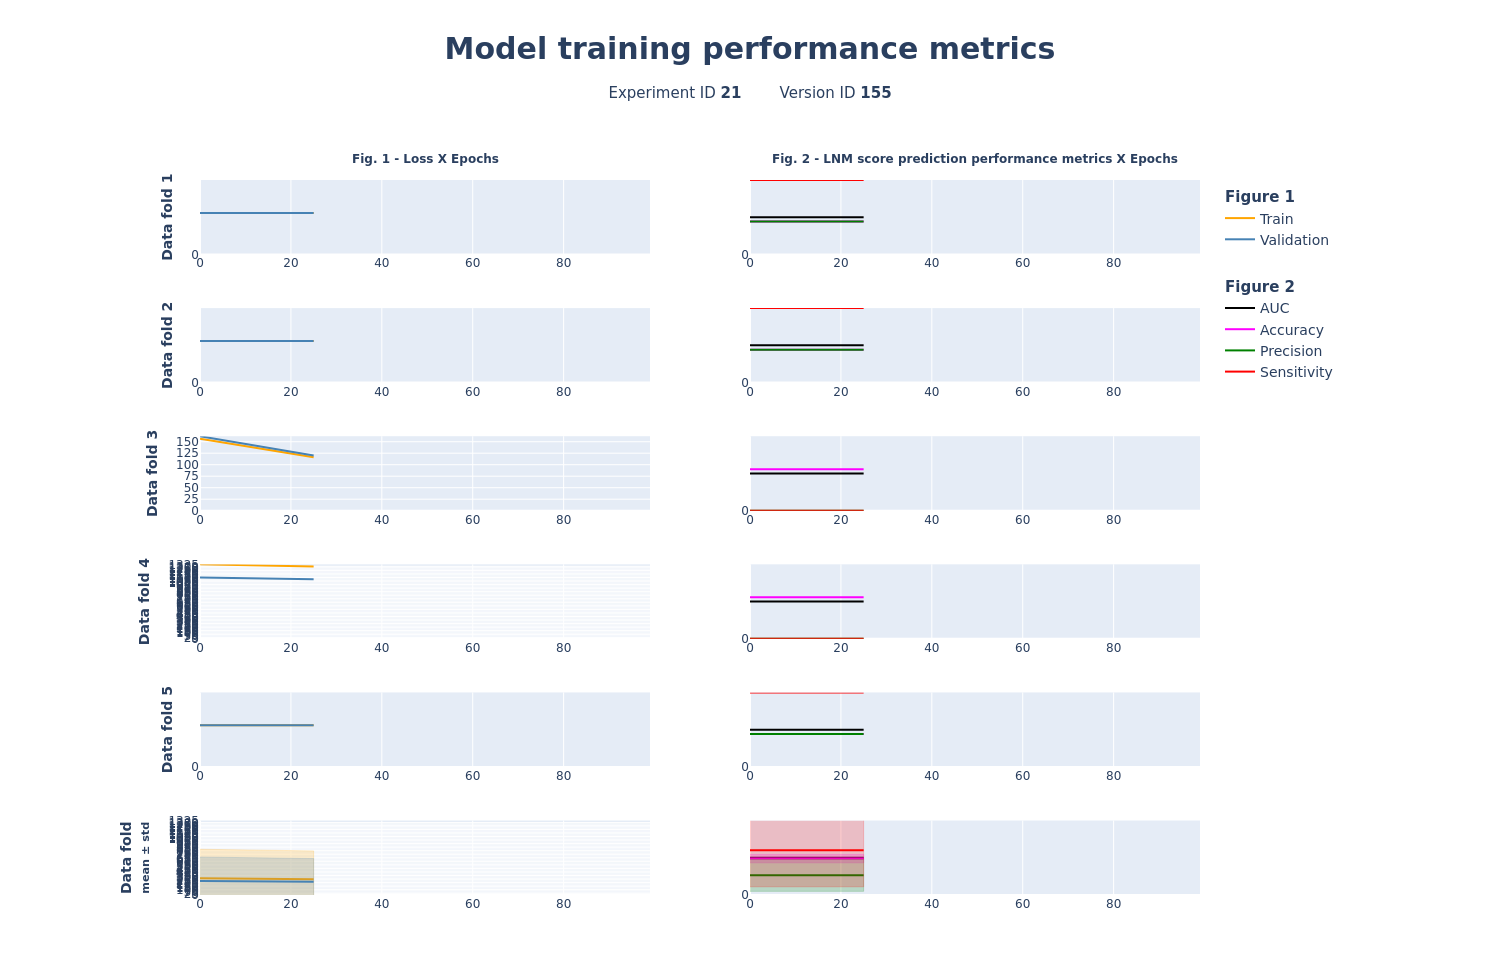 Model training performance metrics
Experiment ID 21 Version ID 155
Fig. 1 - Loss X Epochs
Fig. 2 - LNM score prediction performance metrics X Epochs
Data fold 1
0
0 20 40 60 80
0
0 20 40 60 80
Figure 1
Train
Validation
Figure 2
AUC
Accuracy
Precision
Sensitivity
Data fold 2
0
0 20 40 60 80
0
0 20 40 60 80
Data fold 3
150
125
100
75
50
25
0
0 20 40 60 80
0
0 20 40 60 80
Data fold 4
0 20 40 60 80
0
0 20 40 60 80
Data fold 5
0
0 20 40 60 80
0
0 20 40 60 80
Data fold
mean ± std
0 20 40 60 80
0
0 20 40 60 80